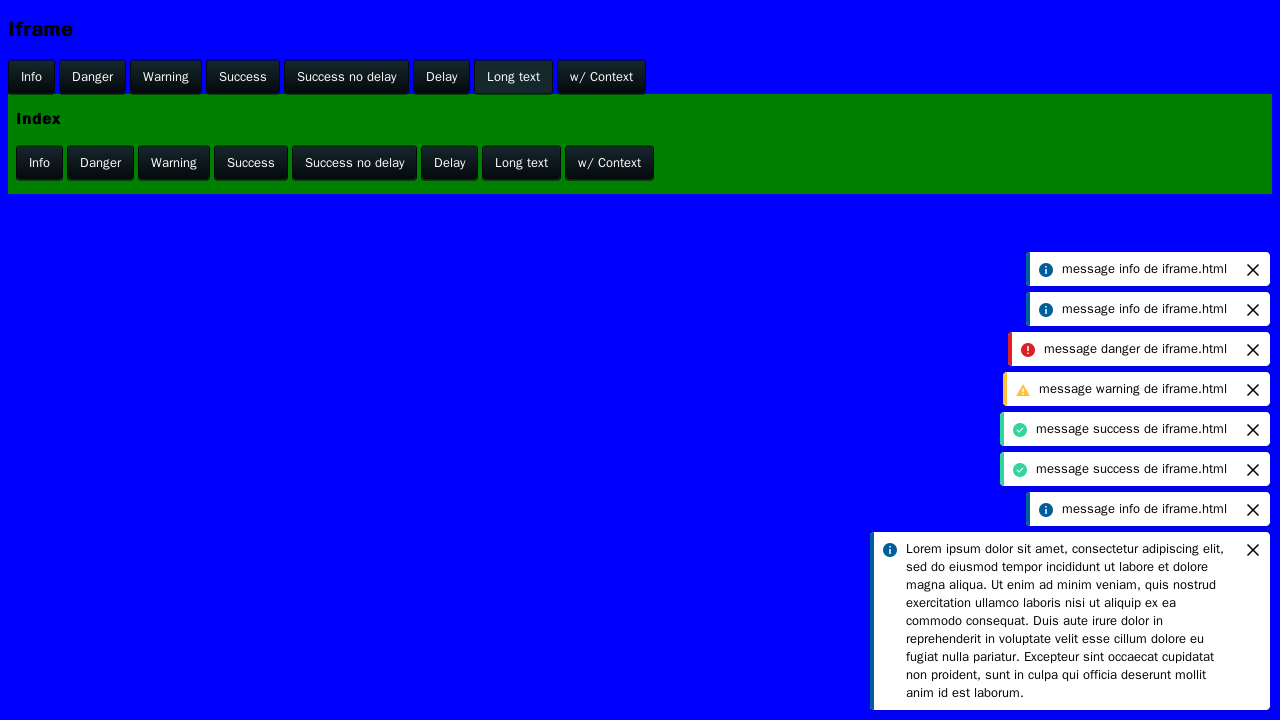 Iframe
Info Danger Warning Success Success no delay Delay Long text w/ Context
index
Info Danger Warning Success Success no delay Delay Long text w/ Context
message info de iframe.html
message info de iframe.html
message danger de iframe.html
message warning de iframe.html
message success de iframe.html
message success de iframe.html
message info de iframe.html
Lorem ipsum dolor sit amet, consectetur adipiscing elit,
sed do eiusmod tempor incididunt ut labore et dolore
magna aliqua. Ut enim ad minim veniam, quis nostrud
exercitation ullamco laboris nisi ut aliquip ex ea
commodo consequat. Duis aute irure dolor in
reprehenderit in voluptate velit esse cillum dolore eu
fugiat nulla pariatur. Excepteur sint occaecat cupidatat
non proident, sunt in culpa qui officia deserunt mollit
anim id est laborum.